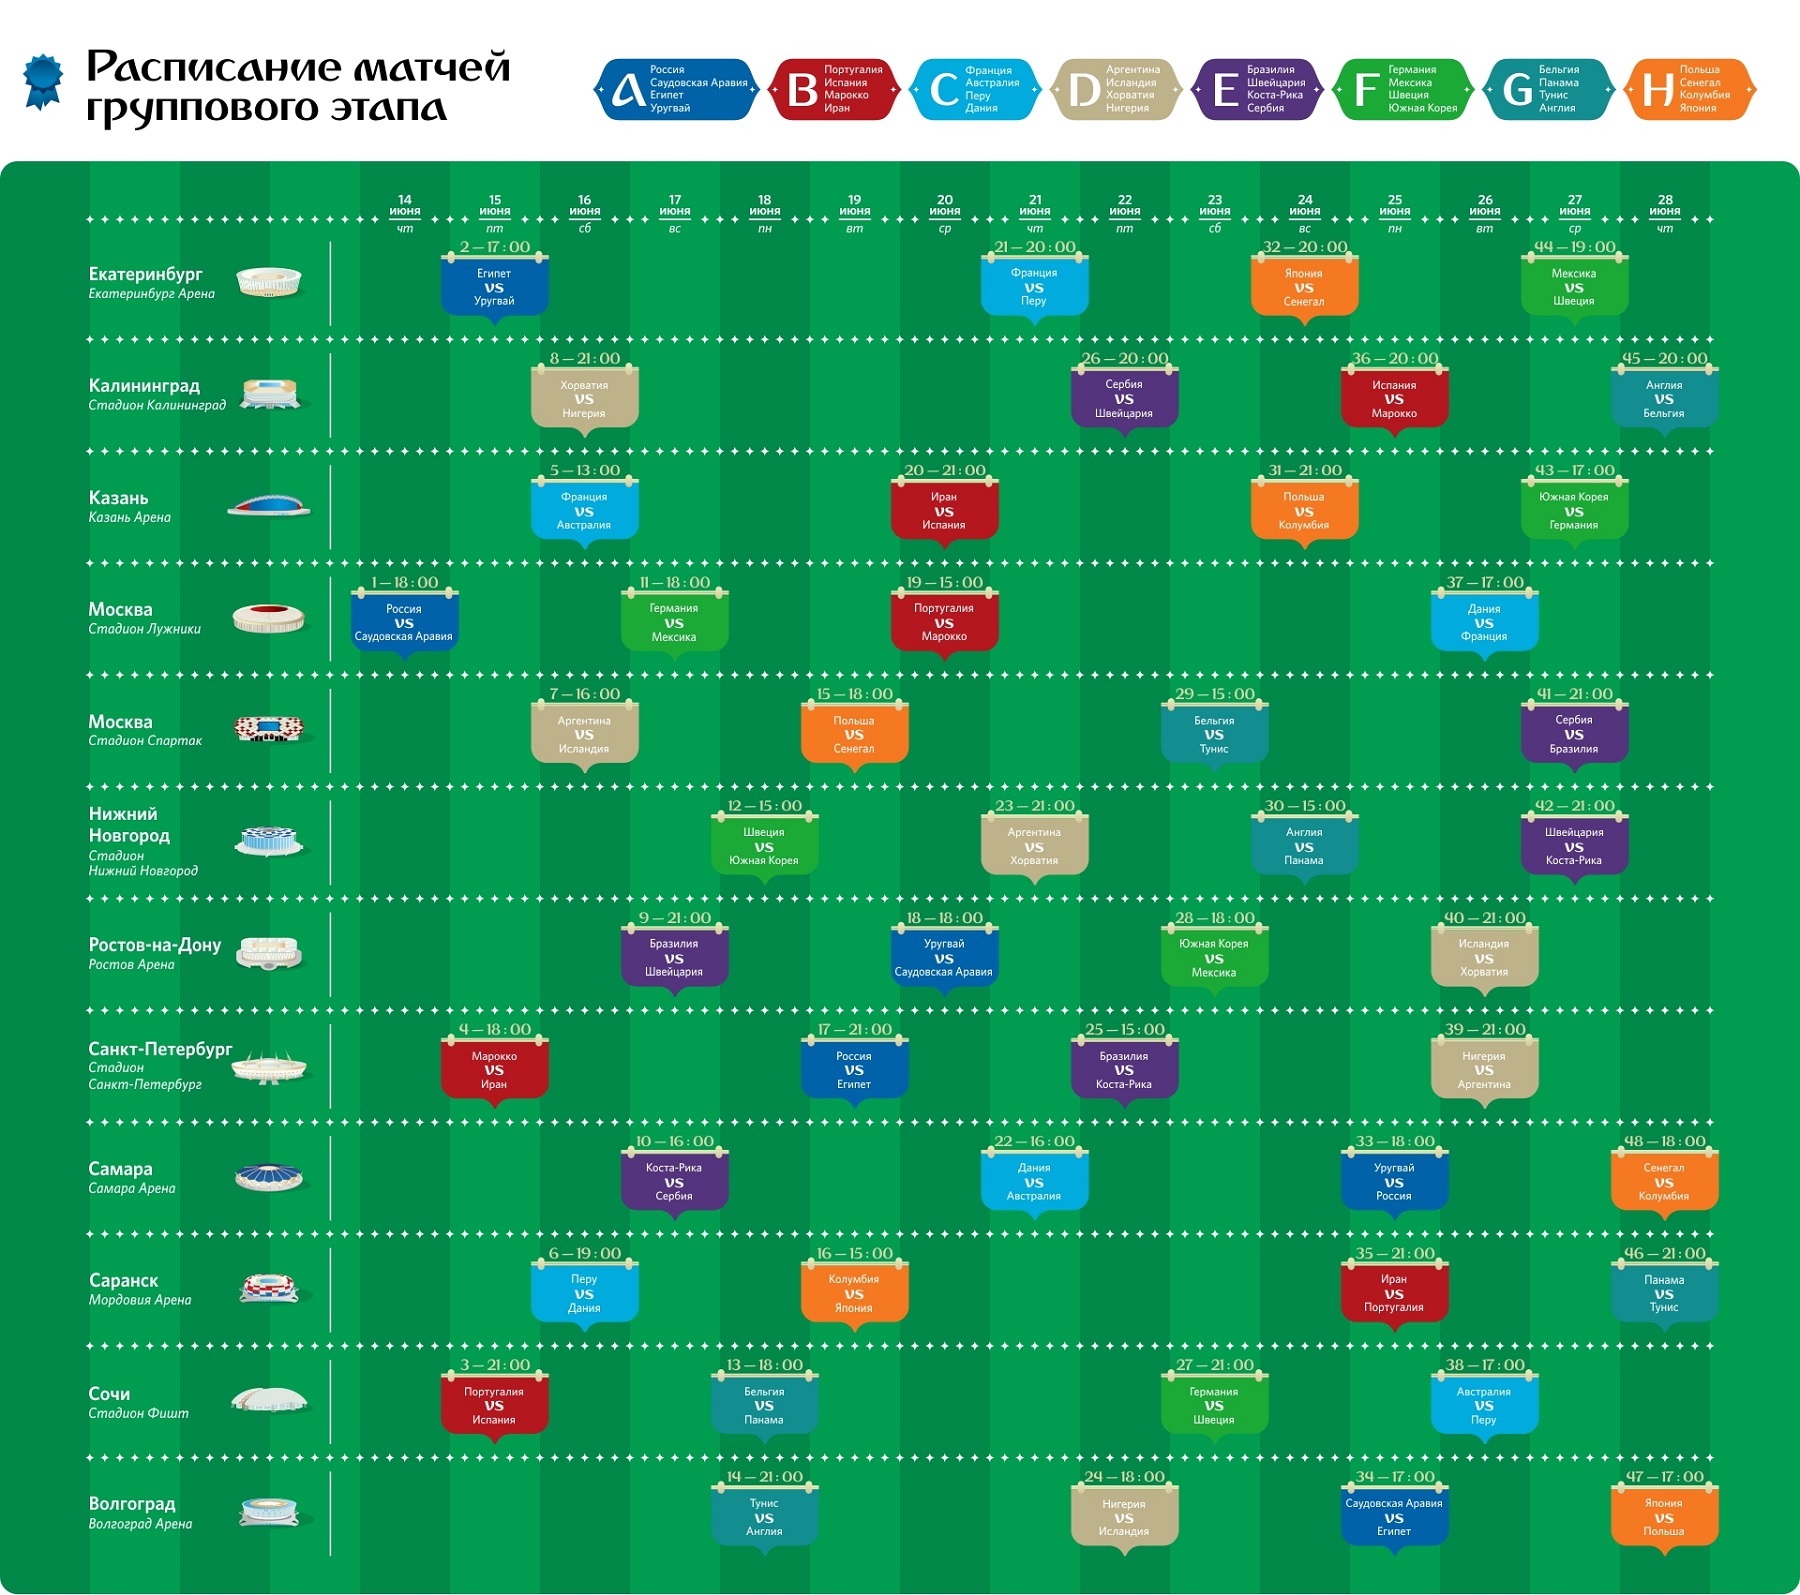 Расписание матчей
группового этапа
A
Россия
Саудовская Аравия
Египет
Уругвай
B
Португалия
Испания
Марокко
Иран
C
Франция
Австралия
Перу
Дания
D
Аргентина
Исландия
Хорватия
Нигерия
E
Бразилия
Швейцария
Коста-Рика
Сербия
F
Германия
Мексика
Швеция
Южная Корея
G
Бельгия
Панама
Тунис
Англия
H
Польша
Сенегал
Колумбия
Япония
14 15 16 17 18 19 20 21 22 23 24 25 26 27 28
июня июня июня июня июня июня июня июня июня июня июня июня июня июня июня
чт пт сб вс пн вт ср чт пт сб вс пн вт ср чт
Екатеринбург
Екатеринбург Арена
2 – 17:00
Египет
VS
Уругвай
21 – 20:00
Франция
VS
Перу
32 – 20:00
Япония
VS
Сенегал
44 – 19:00
Мексика
VS
Швеция
Калининград
Стадион Калининград
8 – 21:00
Хорватия
VS
Нигерия
26 – 20:00
Сербия
VS
Швейцария
36 – 20:00
Испания
VS
Марокко
45 – 20:00
Англия
VS
Бельгия
Казань
Казань Арена
5 – 13:00
Франция
VS
Австралия
20 – 21:00
Иран
VS
Испания
31 – 21:00
Польша
VS
Колумбия
43 – 17:00
Южная Корея
VS
Германия
Москва
Стадион Лужники
1 – 18:00
Россия
VS
Саудовская Аравия
11 – 18:00
Германия
VS
Мексика
19 – 15:00
Португалия
VS
Марокко
37 – 17:00
Дания
VS
Франция
Москва
Стадион Спартак
7 – 16:00
Аргентина
VS
Исландия
15 – 18:00
Польша
VS
Сенегал
29 – 15:00
Бельгия
VS
Тунис
41 – 21:00
Сербия
VS
Бразилия
Нижний
Новгород
Стадион
Нижний Новгород
12 – 15:00
Швеция
VS
Южная Корея
23 – 21:00
Аргентина
VS
Хорватия
30 – 15:00
Англия
VS
Панама
42 – 21:00
Швейцария
VS
Коста-Рика
Ростов-на-Дону
Ростов Арена
9 – 21:00
Бразилия
VS
Швейцария
18 – 18:00
Уругвай
VS
Саудовская Аравия
28 – 18:00
Южная Корея
VS
Мексика
40 – 21:00
Исландия
VS
Хорватия
Санкт-Петербург
Стадион
Санкт-Петербург
4 – 18:00
Марокко
VS
Иран
17 – 21:00
Россия
VS
Египет
25 – 15:00
Бразилия
VS
Коста-Рика
39 – 21:00
Нигерия
VS
Аргентина
Самара
Самара Арена
10 – 16:00
Коста-Рика
VS
Сербия
22 – 16:00
Дания
VS
Австралия
33 – 18:00
Уругвай
VS
Россия
48 – 18:00
Сенегал
VS
Колумбия
Саранск
Мордовия Арена
6 – 19:00
Перу
VS
Дания
16 – 15:00
Колумбия
VS
Япония
35 – 21:00
Иран
VS
Португалия
46 – 21:00
Панама
VS
Тунис
Сочи
Стадион Фишт
3 – 21:00
Португалия
VS
Испания
13 – 18:00
Бельгия
VS
Панама
27 – 21:00
Германия
VS
Швеция
38 – 17:00
Австралия
VS
Перу
Волгоград
Волгоград Арена
14 – 21:00
Тунис
VS
Англия
24 – 18:00
Нигерия
VS
Исландия
34 – 17:00
Саудовская Аравия
VS
Египет
47 – 17:00
Япония
VS
Польша